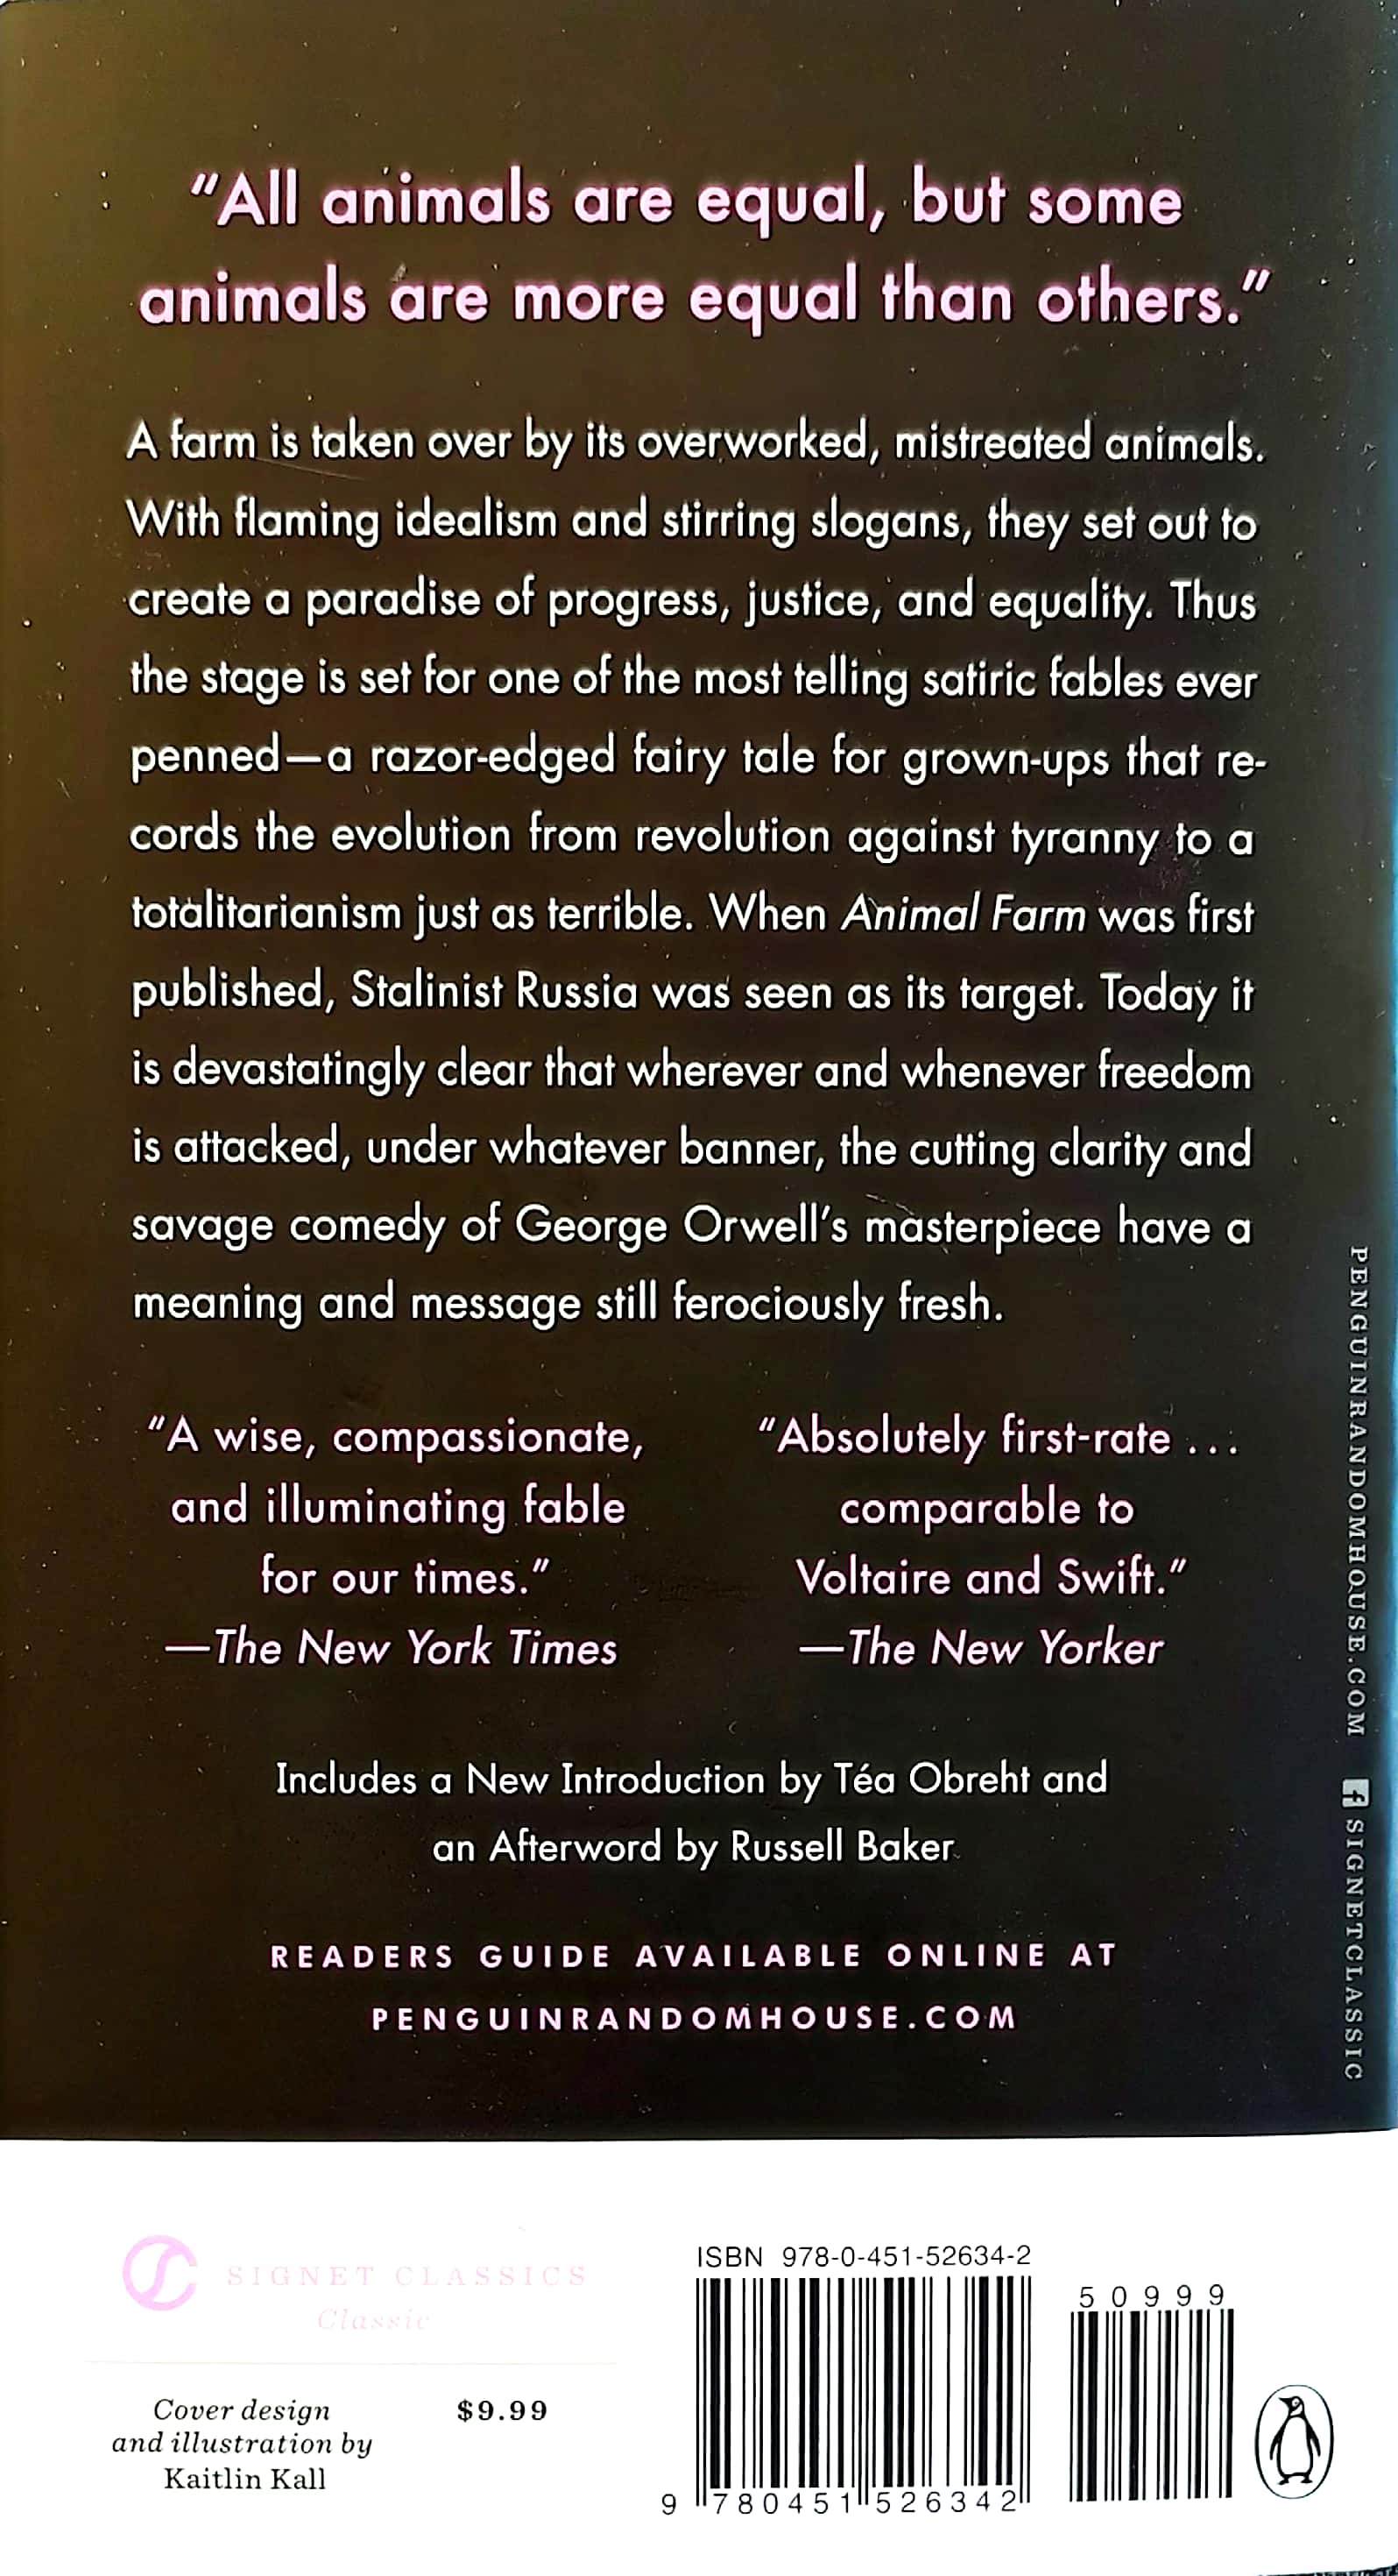 "All animals are equal, but some
animals are more equal than others."
A farm is taken over by its overworked, mistreated animals.
With flaming idealism and stirring slogans, they set out to
create a paradise of progress, justice, and equality. Thus
the stage is set for one of the most telling satiric fables ever
penned—a razor-edged fairy tale for grown-ups that re-
cords the evolution from revolution against tyranny to a
totalitarianism just as terrible. When Animal Farm was first
published, Stalinist Russia was seen as its target. Today it
is devastatingly clear that wherever and whenever freedom
is attacked, under whatever banner, the cutting clarity and
savage comedy of George Orwell's masterpiece have a
meaning and message still ferociously fresh.
"A wise, compassionate,
and illuminating fable
for our times."
—The New York Times
"Absolutely first-rate ...
comparable to
Voltaire and Swift."
—The New Yorker
Includes a New Introduction by Téa Obreht and
an Afterword by Russell Baker
READERS GUIDE AVAILABLE ONLINE AT
PENGUINRANDOMHOUSE.COM
PENGUINRANDOMHOUSE.COM f SIGNETCLASSIC
SIGNET CLASSICS
Classic
Cover design
and illustration by
Kaitlin Kall
$9.99
ISBN 978-0-451-52634-2
50999
9 780451 526342